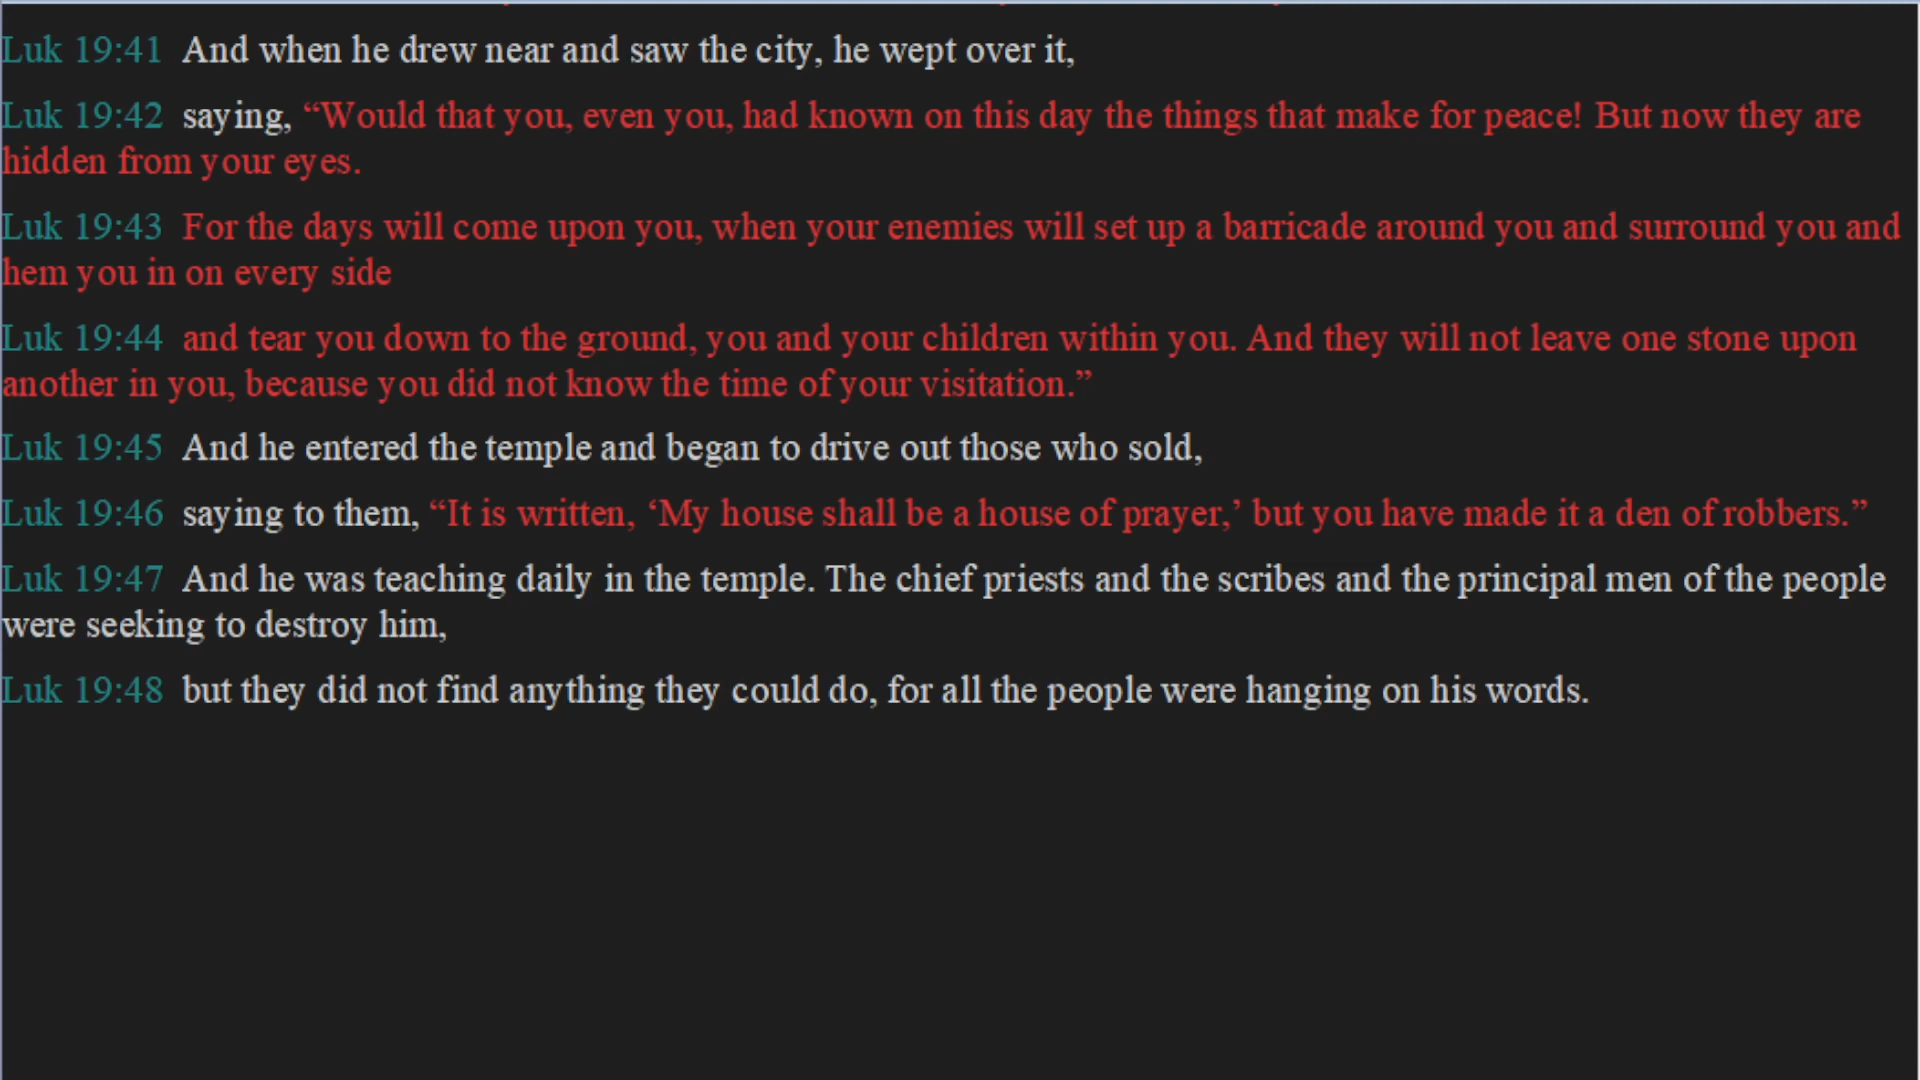 Luk 19:41 And when he drew near and saw the city, he wept over it,
Luk 19:42 saying, “Would that you, even you, had known on this day the things that make for peace! But now they are
hidden from your eyes.
Luk 19:43 For the days will come upon you, when your enemies will set up a barricade around you and surround you and
hem you in on every side
Luk 19:44 and tear you down to the ground, you and your children within you. And they will not leave one stone upon
another in you, because you did not know the time of your visitation.”
Luk 19:45 And he entered the temple and began to drive out those who sold,
Luk 19:46 saying to them, “It is written, ‘My house shall be a house of prayer,’ but you have made it a den of robbers.”
Luk 19:47 And he was teaching daily in the temple. The chief priests and the scribes and the principal men of the people
were seeking to destroy him,
Luk 19:48 but they did not find anything they could do, for all the people were hanging on his words.